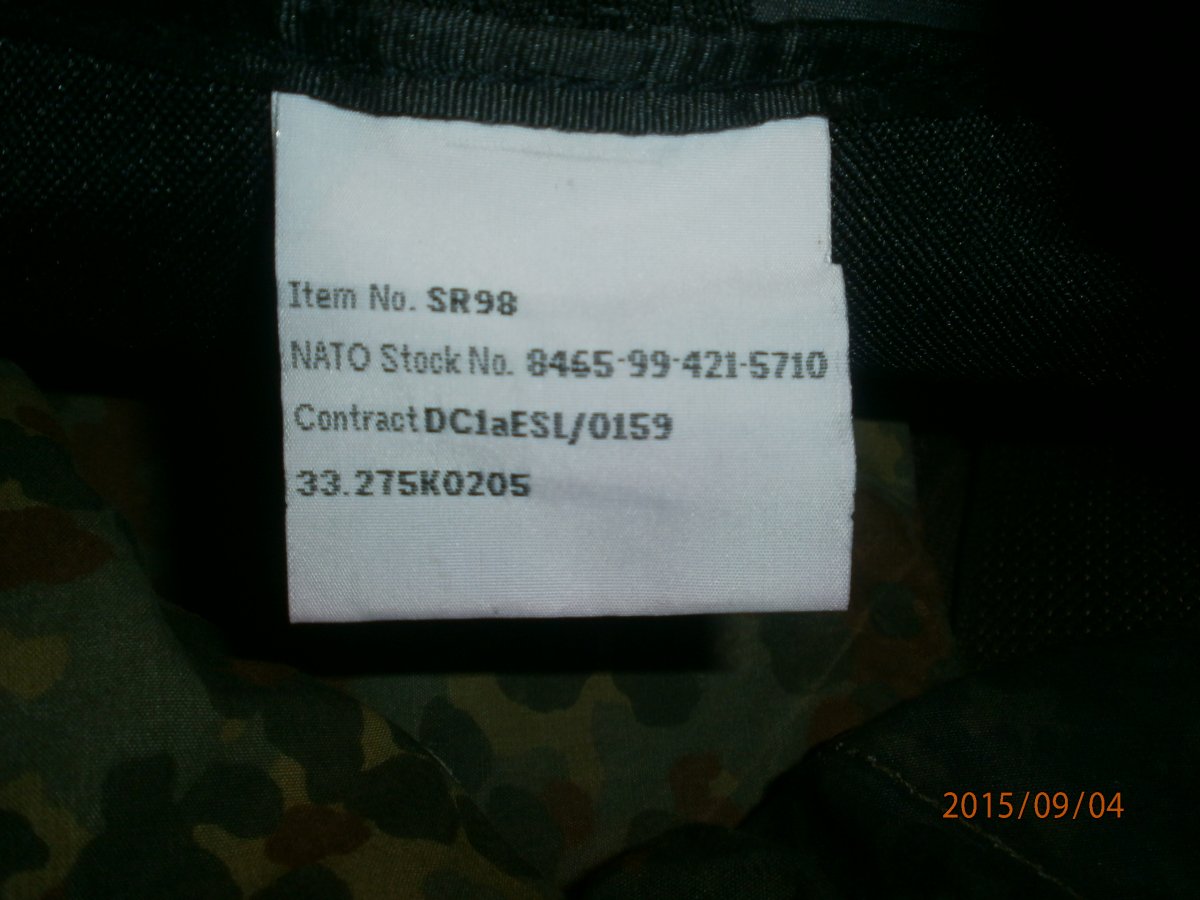 Item No. SR98
NATO Stock No. 8465-99-421-5710
Contract DC1aESL/0159
33.275K0205
2015/09/04